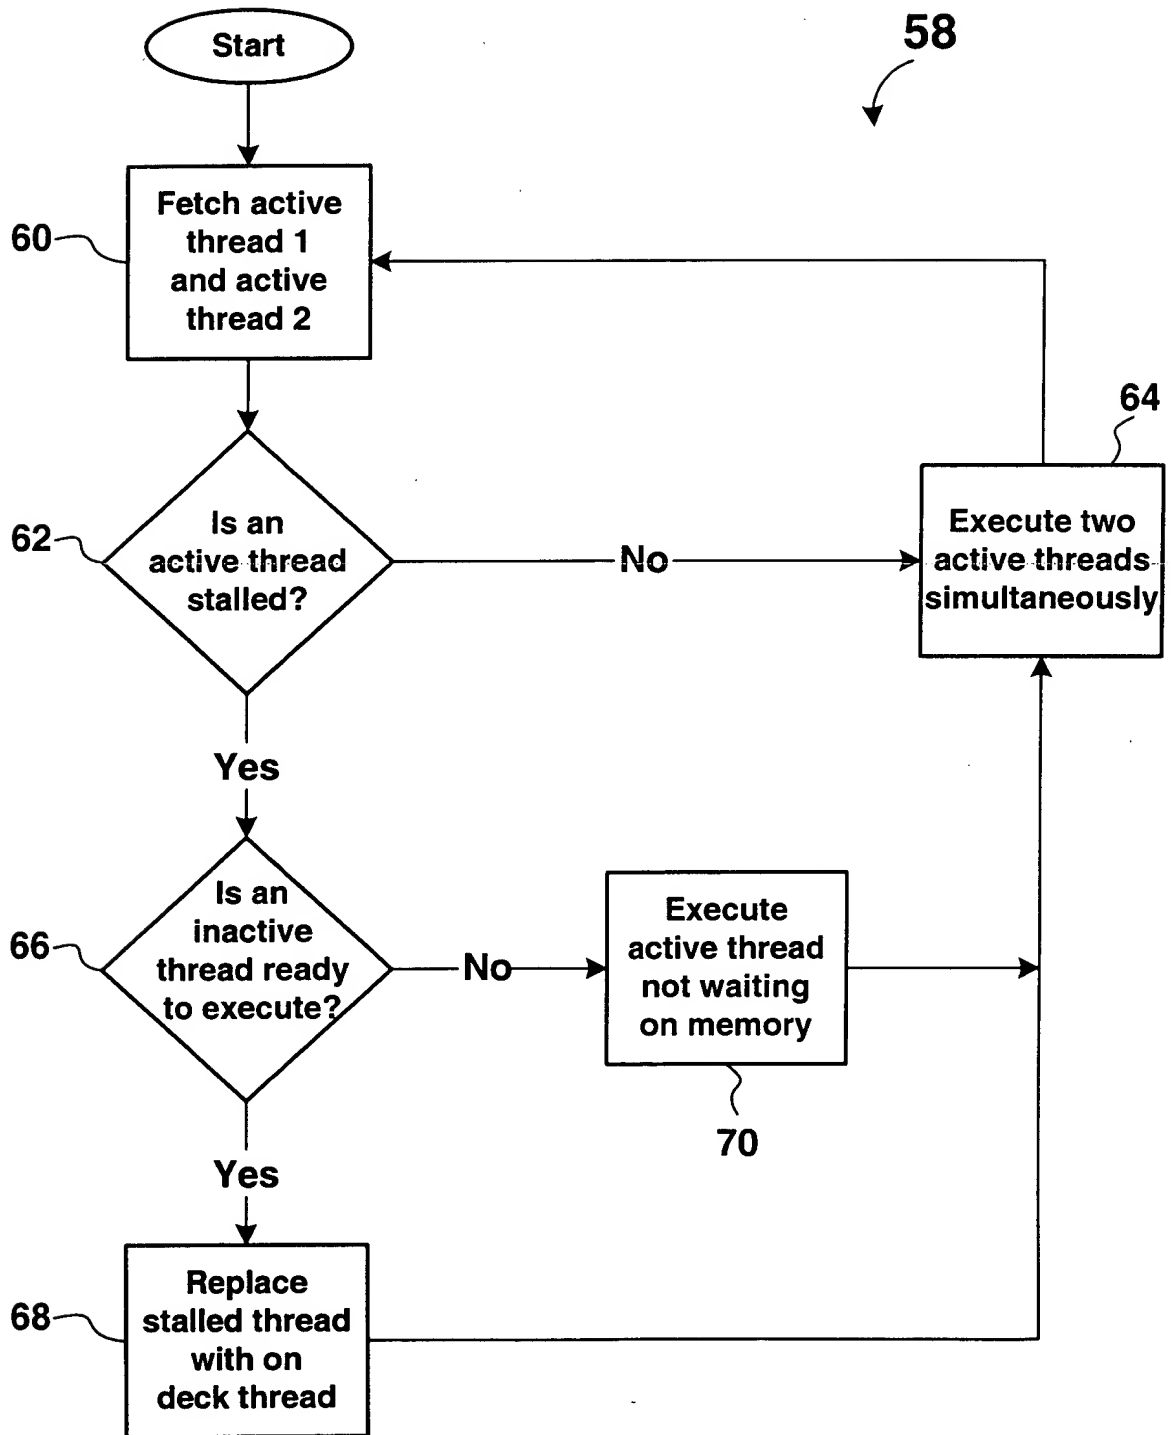 Start
58
60
Fetch active
thread 1
and active
thread 2
64
62
Is an
active thread
stalled?
No
Execute two
active threads
simultaneously
Yes
66
Is an
inactive
thread ready
to execute?
No
Execute
active thread
not waiting
on memory
70
Yes
68
Replace
stalled thread
with on
deck thread